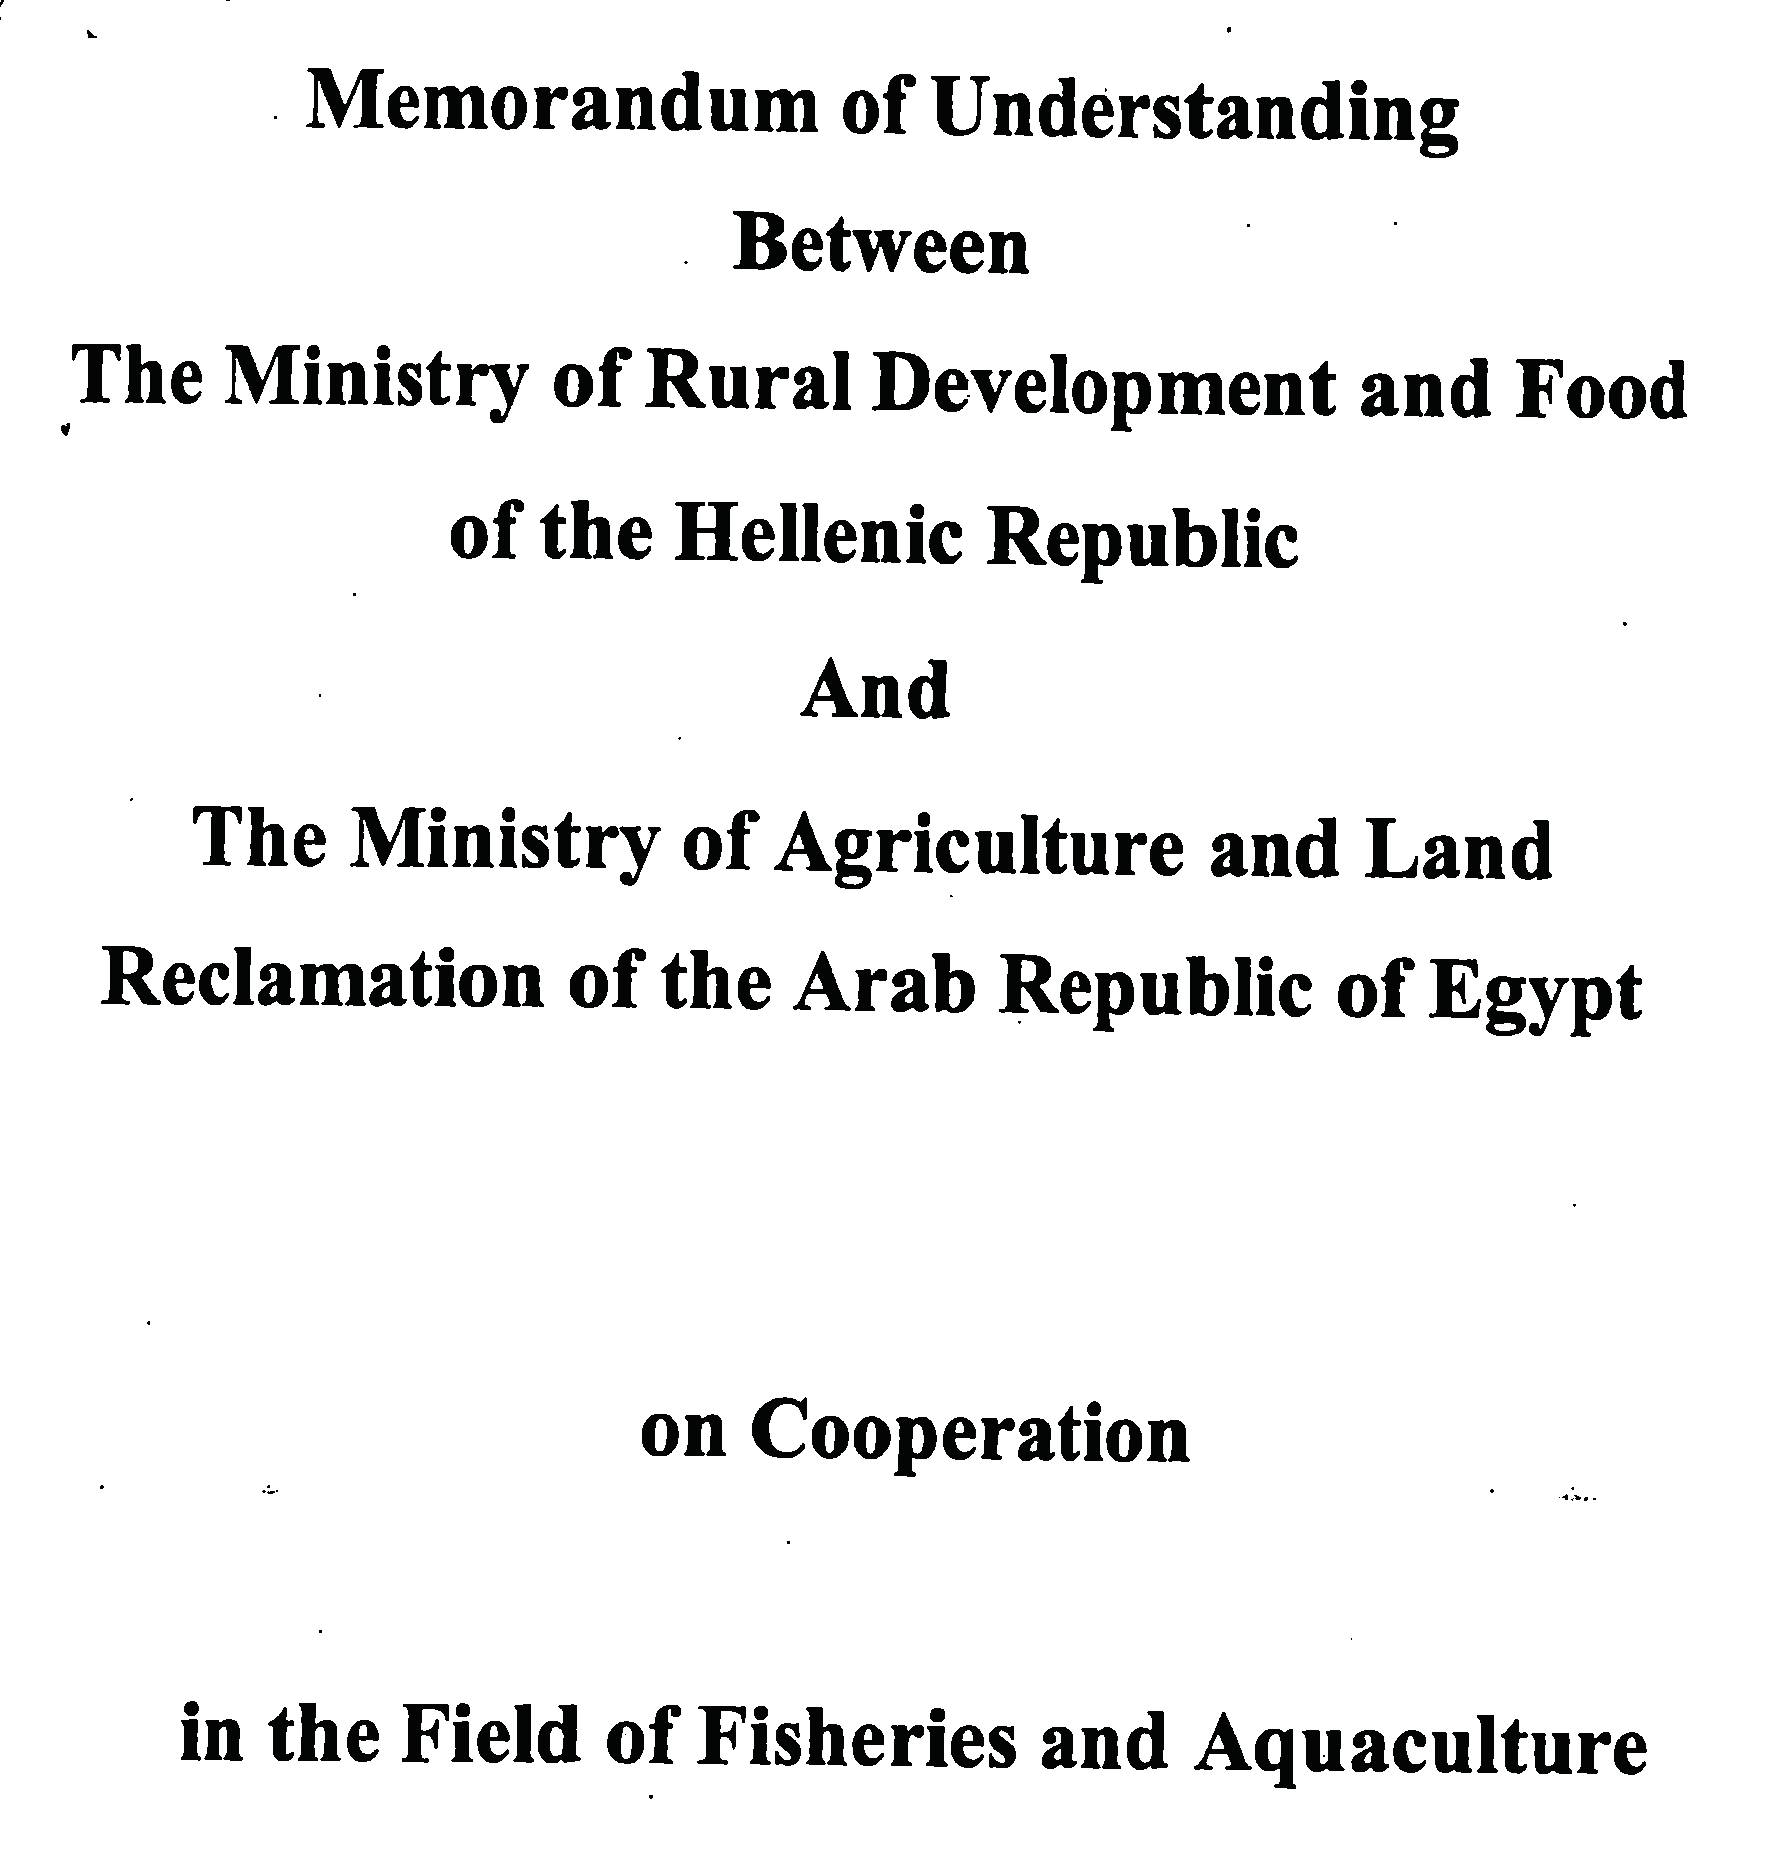 Memorandum of Understanding
Between
The Ministry of Rural Development and Food
of the Hellenic Republic
And
The Ministry of Agriculture and Land
Reclamation of the Arab Republic of Egypt
on Cooperation
in the Field of Fisheries and Aquaculture